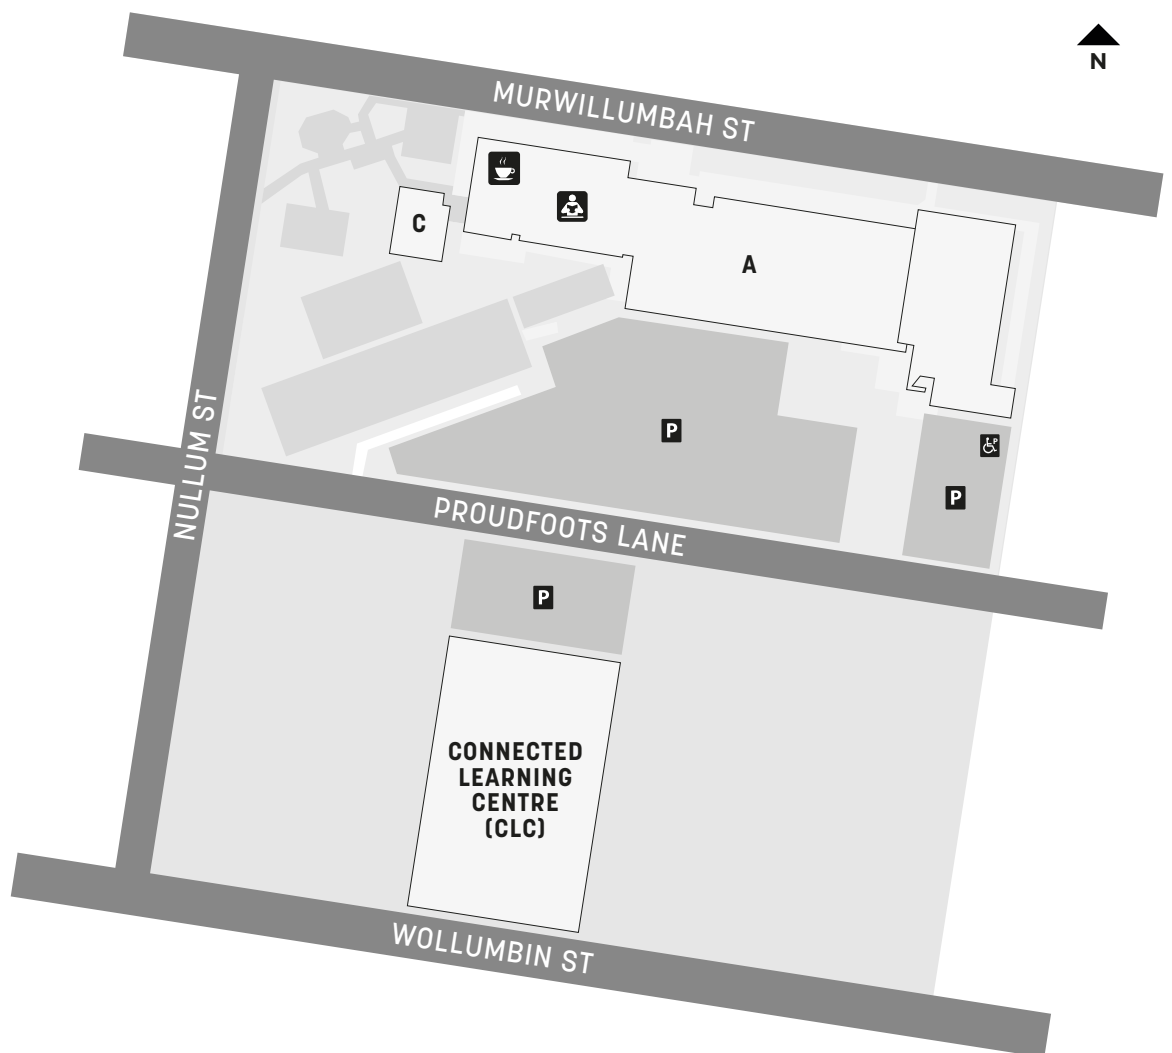 N
MURWILLUMBAH ST
C
A
NULLUM ST
P
P
P
PROUDFOOTS LANE
P
CONNECTED
LEARNING
CENTRE
(CLC)
WOLLUMBIN ST